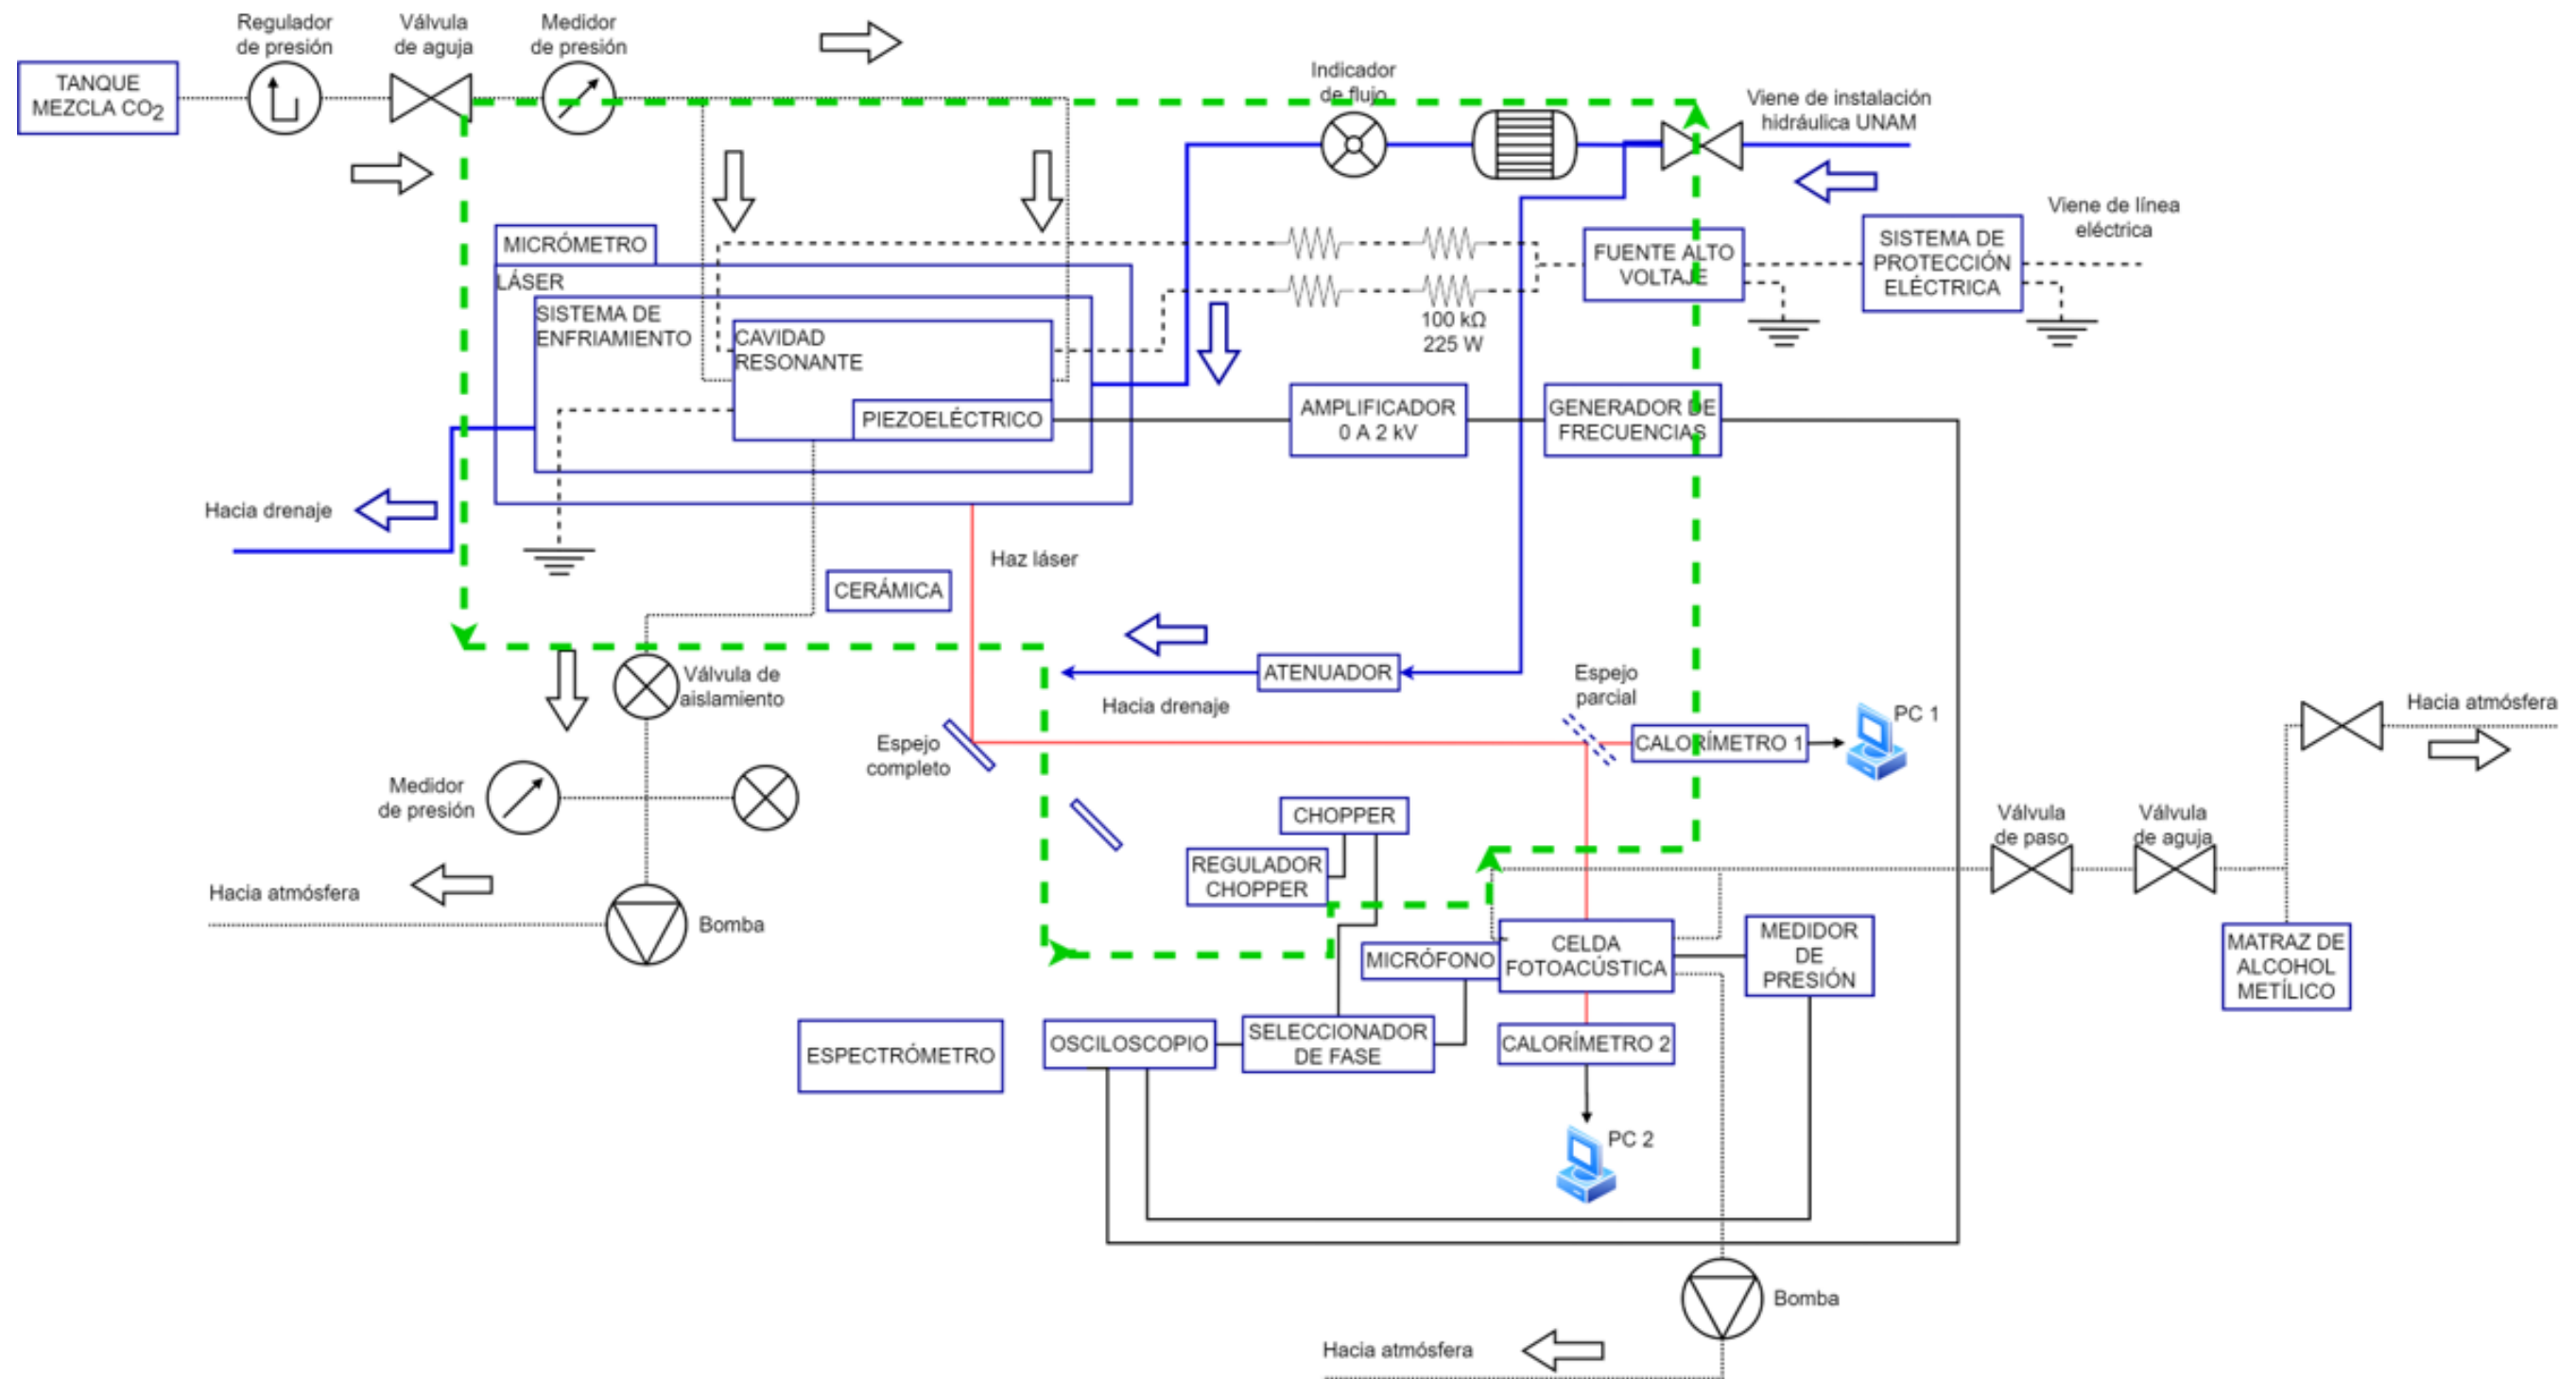 Regulador
de presión
Válvula
de aguja
Medidor
de presión
TANQUE
MEZCLA CO₂
Indicador
de flujo
Viene de instalación
hidráulica UNAM
Viene de línea
eléctrica
MICRÓMETRO
LÁSER
SISTEMA DE
ENFRIAMIENTO
CAVIDAD
RESONANTE
PIEZOELÉCTRICO
FUENTE ALTO
VOLTAJE
SISTEMA DE
PROTECCIÓN
ELÉCTRICA
100 kΩ
225 W
AMPLIFICADOR
0 A 2 kV
GENERADOR DE
FRECUENCIAS
Hacia drenaje
Haz láser
CERÁMICA
Válvula de
aislamiento
ATENUADOR
Hacia drenaje
Espejo
parcial
Espejo
completo
CALORÍMETRO 1
PC 1
Hacia atmósfera
Medidor
de presión
CHOPPER
REGULADOR
CHOPPER
Válvula
de paso
Válvula
de aguja
Hacia atmósfera
Bomba
MICRÓFONO
CELDA
FOTOACÚSTICA
MEDIDOR
DE
PRESIÓN
MATRAZ DE
ALCOHOL
METÍLICO
ESPECTRÓMETRO
OSCILOSCOPIO
SELECCIONADOR
DE FASE
CALORÍMETRO 2
PC 2
Bomba
Hacia atmósfera